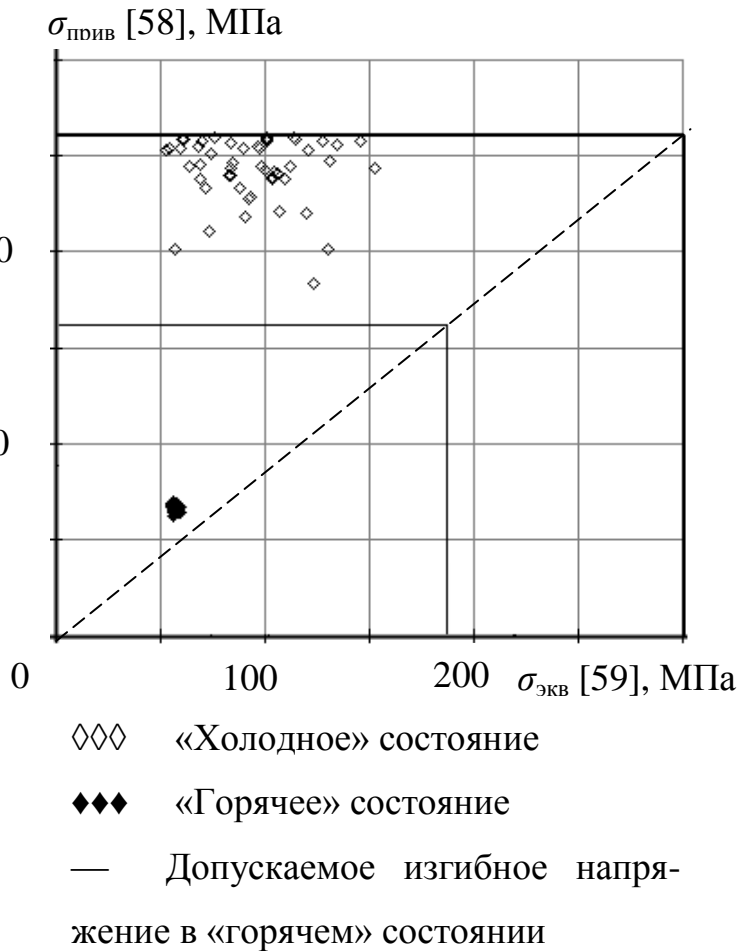 σприв [58], МПа
0
0
0 100 200 σэкв [59], МПа
◊◊◊ «Холодное» состояние
♦♦♦ «Горячее» состояние
— Допускаемое изгибное напря-
жение в «горячем» состоянии